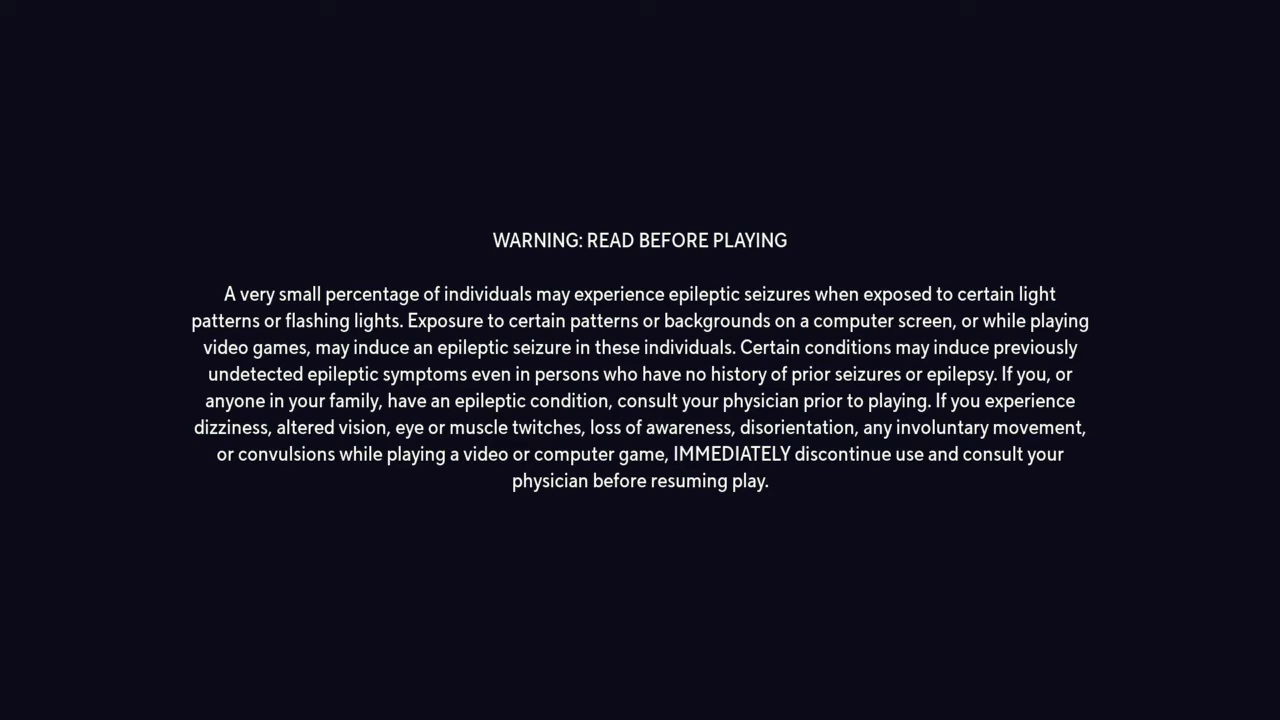 WARNING: READ BEFORE PLAYING
A very small percentage of individuals may experience epileptic seizures when exposed to certain light
patterns or flashing lights. Exposure to certain patterns or backgrounds on a computer screen, or while playing
video games, may induce an epileptic seizure in these individuals. Certain conditions may induce previously
undetected epileptic symptoms even in persons who have no history of prior seizures or epilepsy. If you, or
anyone in your family, have an epileptic condition, consult your physician prior to playing. If you experience
dizziness, altered vision, eye or muscle twitches, loss of awareness, disorientation, any involuntary movement,
or convulsions while playing a video or computer game, IMMEDIATELY discontinue use and consult your
physician before resuming play.